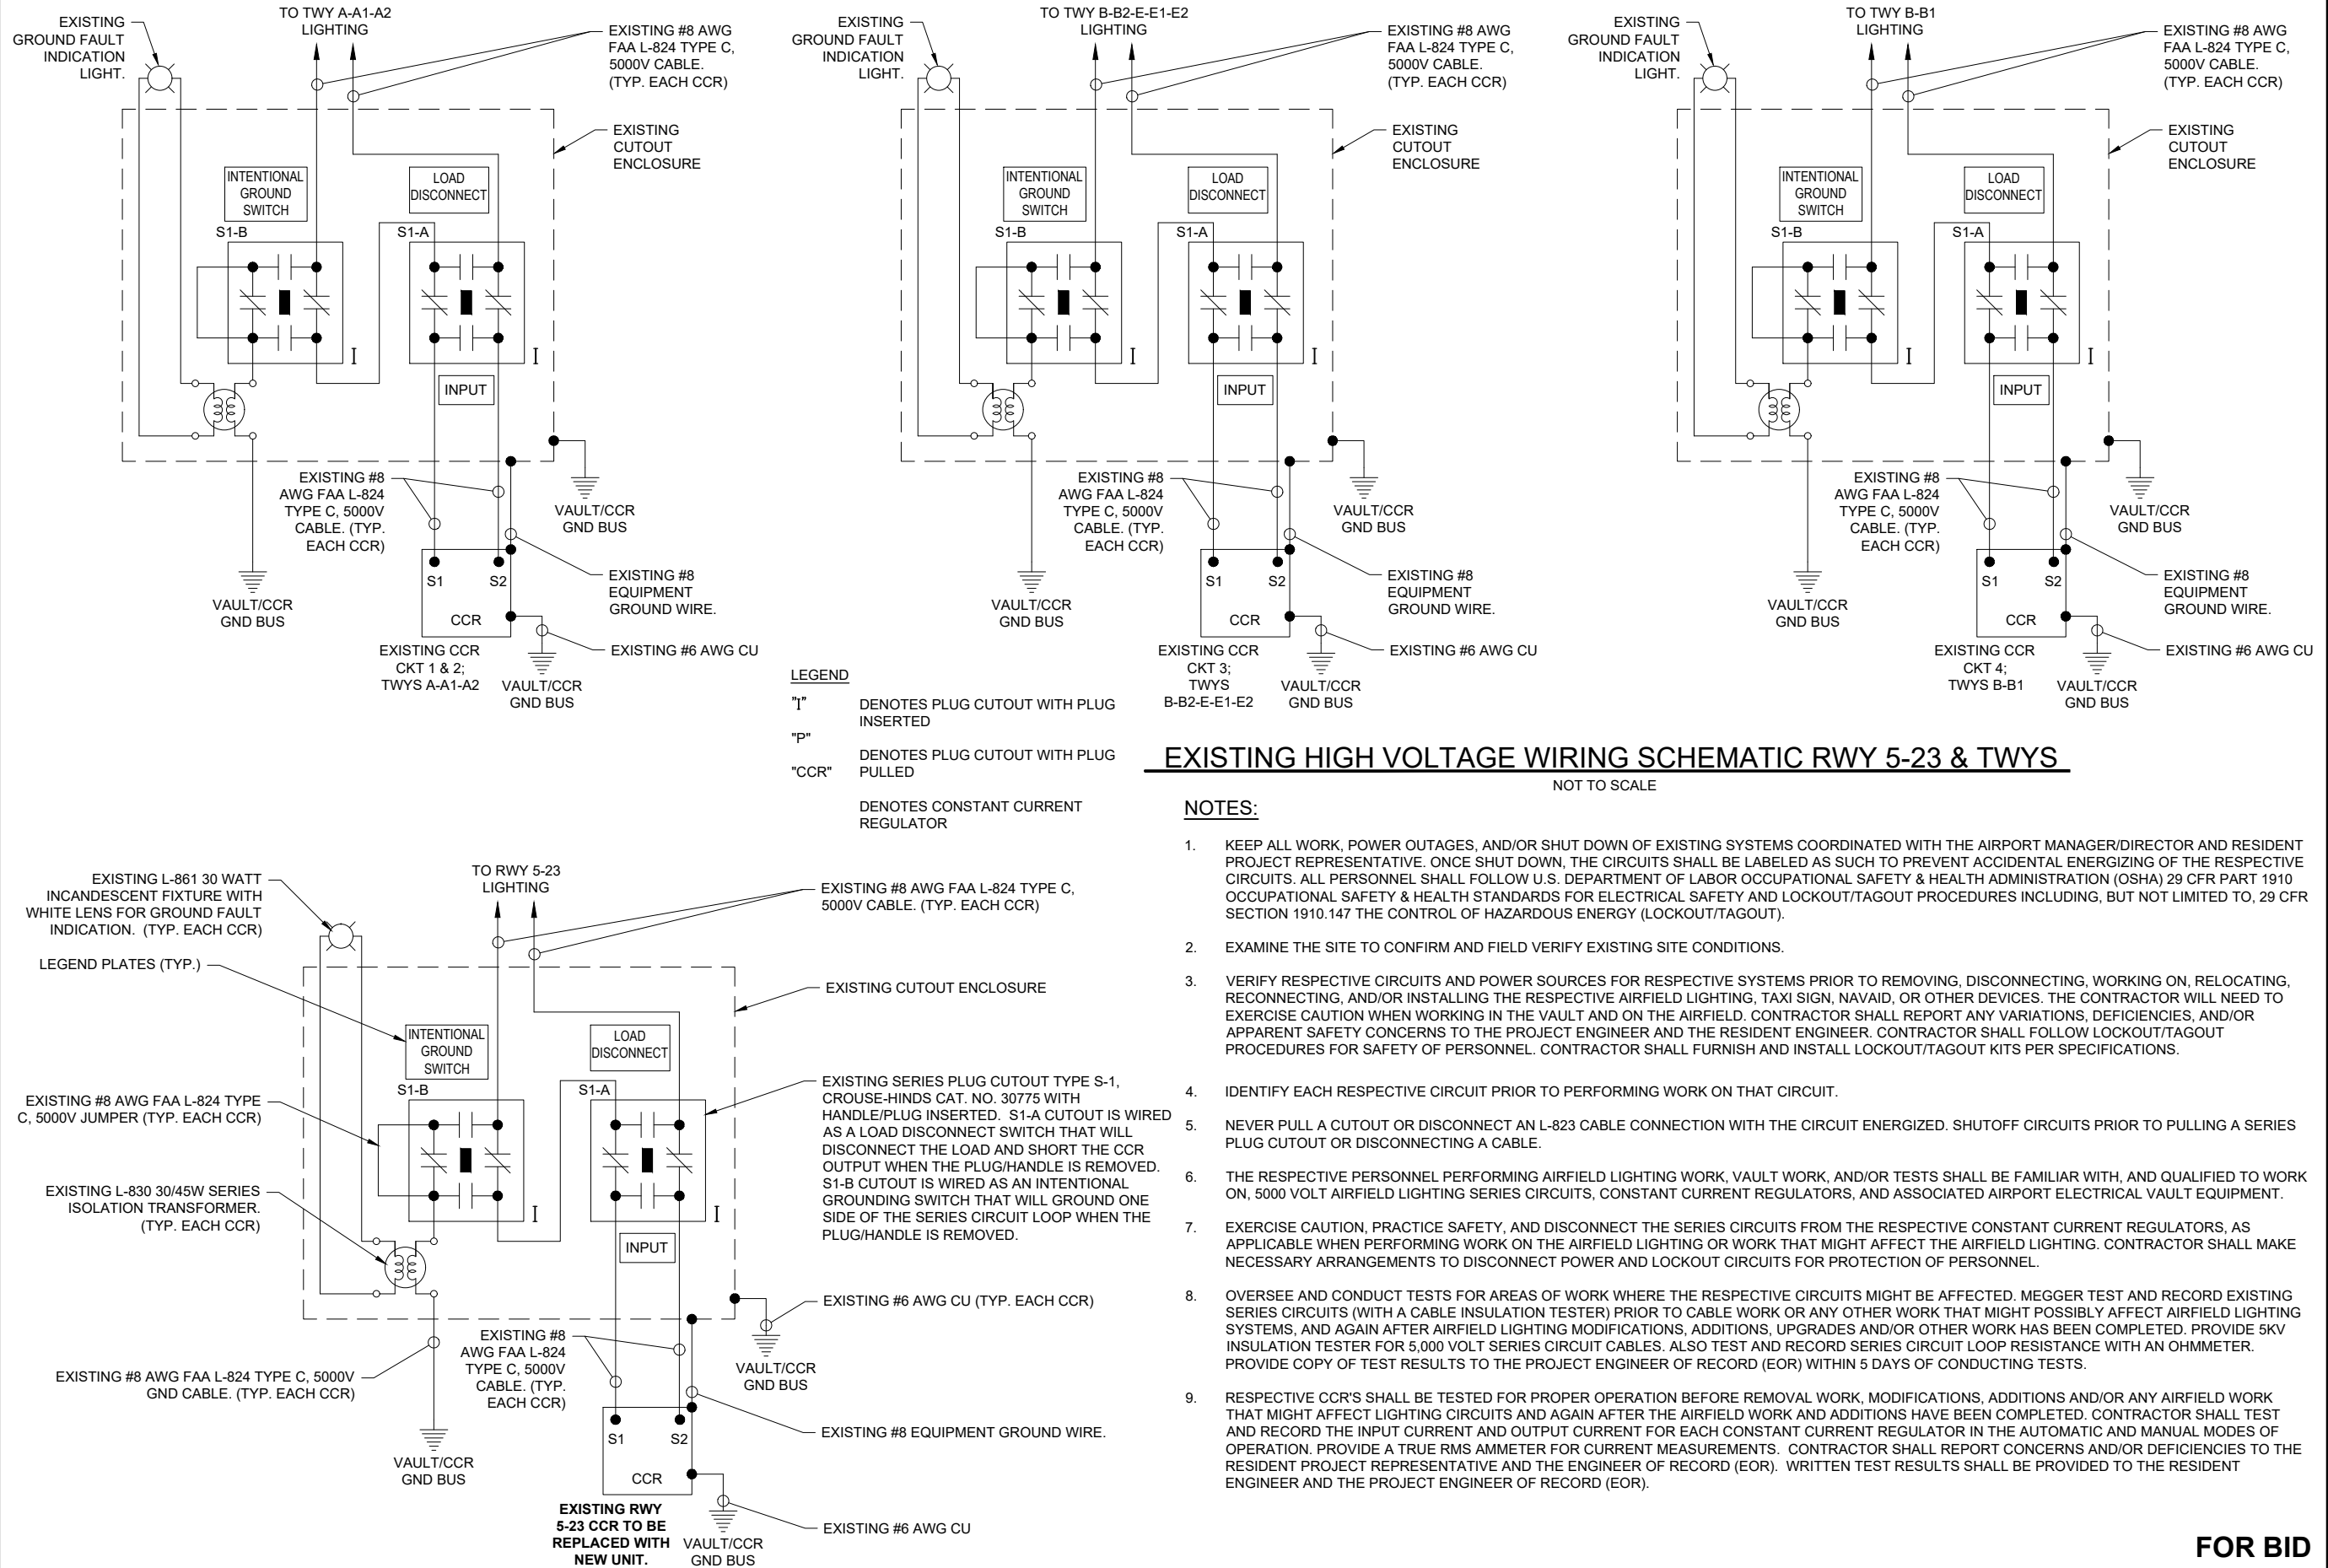 EXISTING
GROUND FAULT
INDICATION
LIGHT.
TO TWY A-A1-A2
LIGHTING
EXISTING #8 AWG
FAA L-824 TYPE C,
5000V CABLE.
(TYP. EACH CCR)
EXISTING
CUTOUT
ENCLOSURE
INTENTIONAL
GROUND
SWITCH
LOAD
DISCONNECT
S1-B
S1-A
I
I
INPUT
EXISTING #8
AWG FAA L-824
TYPE C, 5000V
CABLE. (TYP.
EACH CCR)
VAULT/CCR
GND BUS
S1
S2
CCR
EXISTING #8
EQUIPMENT
GROUND WIRE.
VAULT/CCR
GND BUS
EXISTING #6 AWG CU
EXISTING CCR
CKT 1 & 2;
TWYS A-A1-A2
VAULT/CCR
GND BUS
EXISTING
GROUND FAULT
INDICATION
LIGHT.
TO TWY B-B2-E-E1-E2
LIGHTING
EXISTING #8 AWG
FAA L-824 TYPE C,
5000V CABLE.
(TYP. EACH CCR)
EXISTING
CUTOUT
ENCLOSURE
INTENTIONAL
GROUND
SWITCH
LOAD
DISCONNECT
S1-B
S1-A
I
I
INPUT
EXISTING #8
AWG FAA L-824
TYPE C, 5000V
CABLE. (TYP.
EACH CCR)
VAULT/CCR
GND BUS
S1
S2
CCR
EXISTING #8
EQUIPMENT
GROUND WIRE.
VAULT/CCR
GND BUS
EXISTING #6 AWG CU
EXISTING CCR
CKT 3;
TWYS
B-B2-E-E1-E2
VAULT/CCR
GND BUS
EXISTING
GROUND FAULT
INDICATION
LIGHT.
TO TWY B-B1
LIGHTING
EXISTING #8 AWG
FAA L-824 TYPE C,
5000V CABLE.
(TYP. EACH CCR)
EXISTING
CUTOUT
ENCLOSURE
INTENTIONAL
GROUND
SWITCH
LOAD
DISCONNECT
S1-B
S1-A
I
I
INPUT
EXISTING #8
AWG FAA L-824
TYPE C, 5000V
CABLE. (TYP.
EACH CCR)
VAULT/CCR
GND BUS
S1
S2
CCR
EXISTING #8
EQUIPMENT
GROUND WIRE.
VAULT/CCR
GND BUS
EXISTING #6 AWG CU
EXISTING CCR
CKT 4;
TWYS B-B1
VAULT/CCR
GND BUS
LEGEND
"I"
DENOTES PLUG CUTOUT WITH PLUG
INSERTED
"P"
DENOTES PLUG CUTOUT WITH PLUG
"CCR"
PULLED
DENOTES CONSTANT CURRENT
REGULATOR
EXISTING HIGH VOLTAGE WIRING SCHEMATIC RWY 5-23 & TWYS
NOT TO SCALE
EXISTING L-861 30 WATT
INCANDESCENT FIXTURE WITH
WHITE LENS FOR GROUND FAULT
INDICATION. (TYP. EACH CCR)
LEGEND PLATES (TYP.)
EXISTING #8 AWG FAA L-824 TYPE
C, 5000V JUMPER (TYP. EACH CCR)
EXISTING L-830 30/45W SERIES
ISOLATION TRANSFORMER.
(TYP. EACH CCR)
EXISTING #8 AWG FAA L-824 TYPE C, 5000V
GND CABLE. (TYP. EACH CCR)
TO RWY 5-23
LIGHTING
EXISTING #8 AWG FAA L-824 TYPE C,
5000V CABLE. (TYP. EACH CCR)
EXISTING CUTOUT ENCLOSURE
INTENTIONAL
GROUND
SWITCH
LOAD
DISCONNECT
S1-B
S1-A
I
I
INPUT
EXISTING SERIES PLUG CUTOUT TYPE S-1,
CROUSE-HINDS CAT. NO. 30775 WITH
HANDLE/PLUG INSERTED. S1-A CUTOUT IS WIRED
AS A LOAD DISCONNECT SWITCH THAT WILL
DISCONNECT THE LOAD AND SHORT THE CCR
OUTPUT WHEN THE PLUG/HANDLE IS REMOVED.
S1-B CUTOUT IS WIRED AS AN INTENTIONAL
GROUNDING SWITCH THAT WILL GROUND ONE
SIDE OF THE SERIES CIRCUIT LOOP WHEN THE
PLUG/HANDLE IS REMOVED.
EXISTING #6 AWG CU (TYP. EACH CCR)
EXISTING #8
AWG FAA L-824
TYPE C, 5000V
CABLE. (TYP.
EACH CCR)
VAULT/CCR
GND BUS
EXISTING #8 EQUIPMENT GROUND WIRE.
S1
S2
CCR
VAULT/CCR
GND BUS
EXISTING RWY
5-23 CCR TO BE
REPLACED WITH
NEW UNIT.
VAULT/CCR
GND BUS
EXISTING #6 AWG CU
NOTES:
1. KEEP ALL WORK, POWER OUTAGES, AND/OR SHUT DOWN OF EXISTING SYSTEMS COORDINATED WITH THE AIRPORT MANAGER/DIRECTOR AND RESIDENT
PROJECT REPRESENTATIVE. ONCE SHUT DOWN, THE CIRCUITS SHALL BE LABELED AS SUCH TO PREVENT ACCIDENTAL ENERGIZING OF THE RESPECTIVE
CIRCUITS. ALL PERSONNEL SHALL FOLLOW U.S. DEPARTMENT OF LABOR OCCUPATIONAL SAFETY & HEALTH ADMINISTRATION (OSHA) 29 CFR PART 1910
OCCUPATIONAL SAFETY & HEALTH STANDARDS FOR ELECTRICAL SAFETY AND LOCKOUT/TAGOUT PROCEDURES INCLUDING, BUT NOT LIMITED TO, 29 CFR
SECTION 1910.147 THE CONTROL OF HAZARDOUS ENERGY (LOCKOUT/TAGOUT).
2. EXAMINE THE SITE TO CONFIRM AND FIELD VERIFY EXISTING SITE CONDITIONS.
3. VERIFY RESPECTIVE CIRCUITS AND POWER SOURCES FOR RESPECTIVE SYSTEMS PRIOR TO REMOVING, DISCONNECTING, WORKING ON, RELOCATING,
RECONNECTING, AND/OR INSTALLING THE RESPECTIVE AIRFIELD LIGHTING, TAXI SIGN, NAVAID, OR OTHER DEVICES. THE CONTRACTOR WILL NEED TO
EXERCISE CAUTION WHEN WORKING IN THE VAULT AND ON THE AIRFIELD. CONTRACTOR SHALL REPORT ANY VARIATIONS, DEFICIENCIES, AND/OR
APPARENT SAFETY CONCERNS TO THE PROJECT ENGINEER AND THE RESIDENT ENGINEER. CONTRACTOR SHALL FOLLOW LOCKOUT/TAGOUT
PROCEDURES FOR SAFETY OF PERSONNEL. CONTRACTOR SHALL FURNISH AND INSTALL LOCKOUT/TAGOUT KITS PER SPECIFICATIONS.
4. IDENTIFY EACH RESPECTIVE CIRCUIT PRIOR TO PERFORMING WORK ON THAT CIRCUIT.
5. NEVER PULL A CUTOUT OR DISCONNECT AN L-823 CABLE CONNECTION WITH THE CIRCUIT ENERGIZED. SHUTOFF CIRCUITS PRIOR TO PULLING A SERIES
PLUG CUTOUT OR DISCONNECTING A CABLE.
6. THE RESPECTIVE PERSONNEL PERFORMING AIRFIELD LIGHTING WORK, VAULT WORK, AND/OR TESTS SHALL BE FAMILIAR WITH, AND QUALIFIED TO WORK
ON, 5000 VOLT AIRFIELD LIGHTING SERIES CIRCUITS, CONSTANT CURRENT REGULATORS, AND ASSOCIATED AIRPORT ELECTRICAL VAULT EQUIPMENT.
7. EXERCISE CAUTION, PRACTICE SAFETY, AND DISCONNECT THE SERIES CIRCUITS FROM THE RESPECTIVE CONSTANT CURRENT REGULATORS, AS
APPLICABLE WHEN PERFORMING WORK ON THE AIRFIELD LIGHTING OR WORK THAT MIGHT AFFECT THE AIRFIELD LIGHTING. CONTRACTOR SHALL MAKE
NECESSARY ARRANGEMENTS TO DISCONNECT POWER AND LOCKOUT CIRCUITS FOR PROTECTION OF PERSONNEL.
8. OVERSEE AND CONDUCT TESTS FOR AREAS OF WORK WHERE THE RESPECTIVE CIRCUITS MIGHT BE AFFECTED. MEGGER TEST AND RECORD EXISTING
SERIES CIRCUITS (WITH A CABLE INSULATION TESTER) PRIOR TO CABLE WORK OR ANY OTHER WORK THAT MIGHT POSSIBLY AFFECT AIRFIELD LIGHTING
SYSTEMS, AND AGAIN AFTER AIRFIELD LIGHTING MODIFICATIONS, ADDITIONS, UPGRADES AND/OR OTHER WORK HAS BEEN COMPLETED. PROVIDE 5KV
INSULATION TESTER FOR 5,000 VOLT SERIES CIRCUIT CABLES. ALSO TEST AND RECORD SERIES CIRCUIT LOOP RESISTANCE WITH AN OHMMETER.
PROVIDE COPY OF TEST RESULTS TO THE PROJECT ENGINEER OF RECORD (EOR) WITHIN 5 DAYS OF CONDUCTING TESTS.
9. RESPECTIVE CCR'S SHALL BE TESTED FOR PROPER OPERATION BEFORE REMOVAL WORK, MODIFICATIONS, ADDITIONS AND/OR ANY AIRFIELD WORK
THAT MIGHT AFFECT LIGHTING CIRCUITS AND AGAIN AFTER THE AIRFIELD WORK AND ADDITIONS HAVE BEEN COMPLETED. CONTRACTOR SHALL TEST
AND RECORD THE INPUT CURRENT AND OUTPUT CURRENT FOR EACH CONSTANT CURRENT REGULATOR IN THE AUTOMATIC AND MANUAL MODES OF
OPERATION. PROVIDE A TRUE RMS AMMETER FOR CURRENT MEASUREMENTS. CONTRACTOR SHALL REPORT CONCERNS AND/OR DEFICIENCIES TO THE
RESIDENT PROJECT REPRESENTATIVE AND THE ENGINEER OF RECORD (EOR). WRITTEN TEST RESULTS SHALL BE PROVIDED TO THE RESIDENT
ENGINEER AND THE PROJECT ENGINEER OF RECORD (EOR).
FOR BID